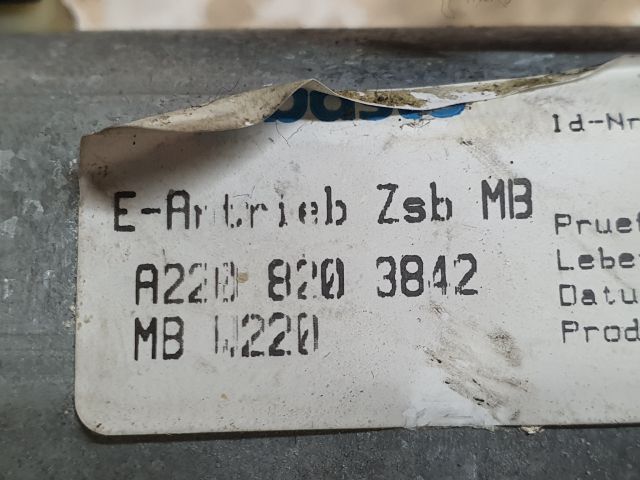 Id-Nr
E-Antrieb Zsb MB
A220 820 3842
MB W220
Pruef
Lebe
Datu
Prod